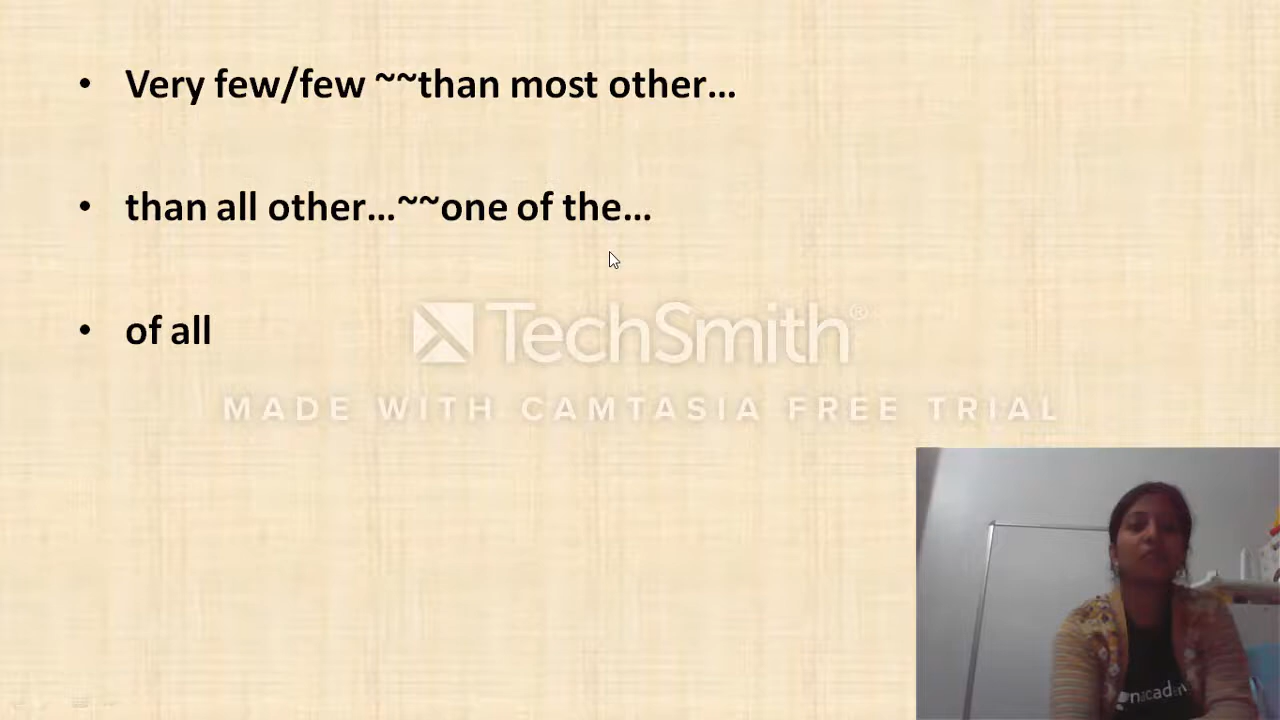 • Very few/few ~~than most other...
• than all other...~~one of the...
• of all
TechSmith®
MADE WITH CAMTASIA FREE TRIAL